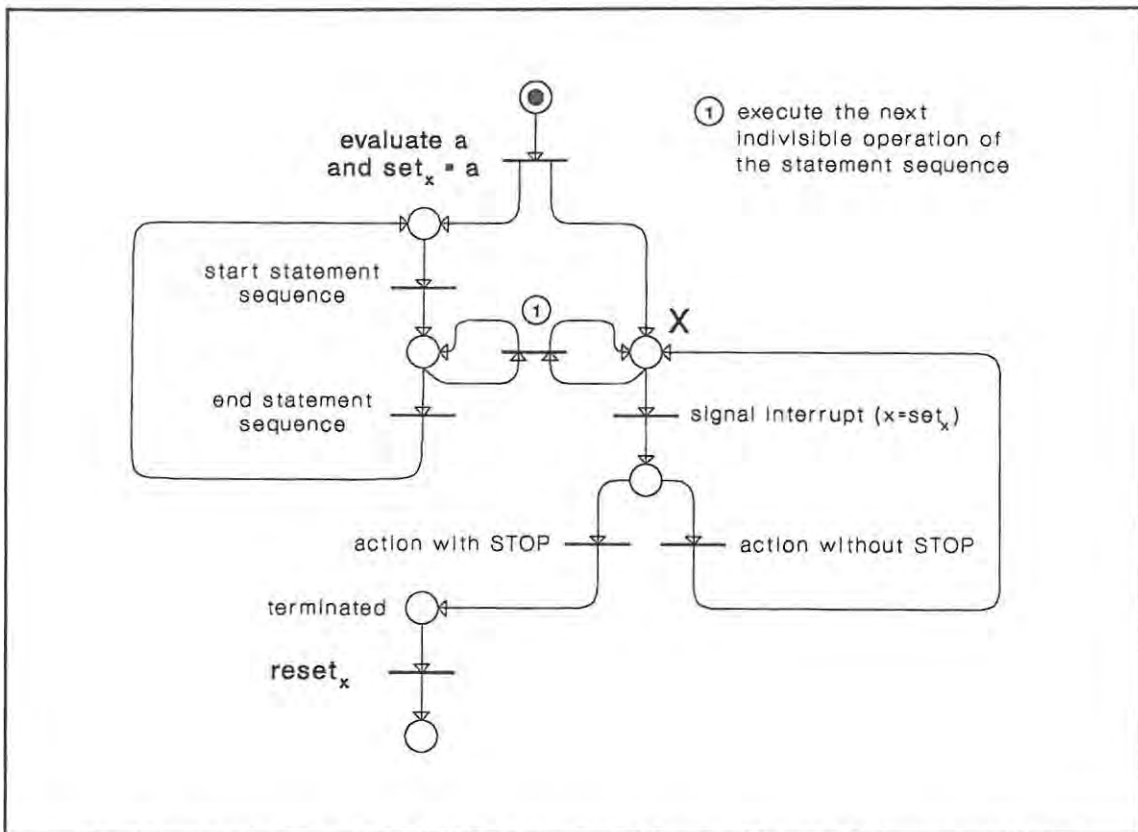 evaluate a
and setₓ = a
① execute the next
indivisible operation of
the statement sequence
start statement
sequence
①
X
end statement
sequence
signal interrupt (x=setₓ)
action with STOP
action without STOP
terminated
resetₓ